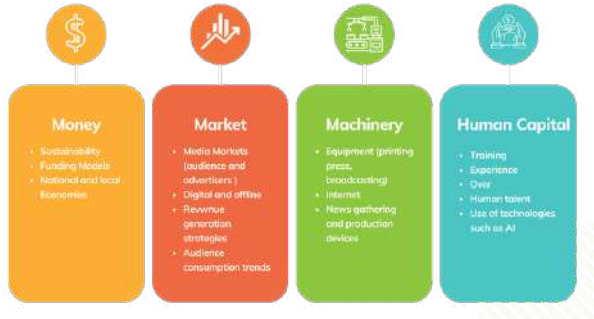 Money
• Sustainability
• Funding Models
• National and local
Economies
Market
• Media Markets
(audience and
advertisers )
• Digital and offline
• Revwnue
generation
strategies
• Audience
consumption trends
Machinery
• Equipment (printing
press,
broadcasting)
• Internet
• News gathering
and production
devices
Human Capital
• Training
• Experience
• Over
• Human talent
• Use of technologies
such as AI